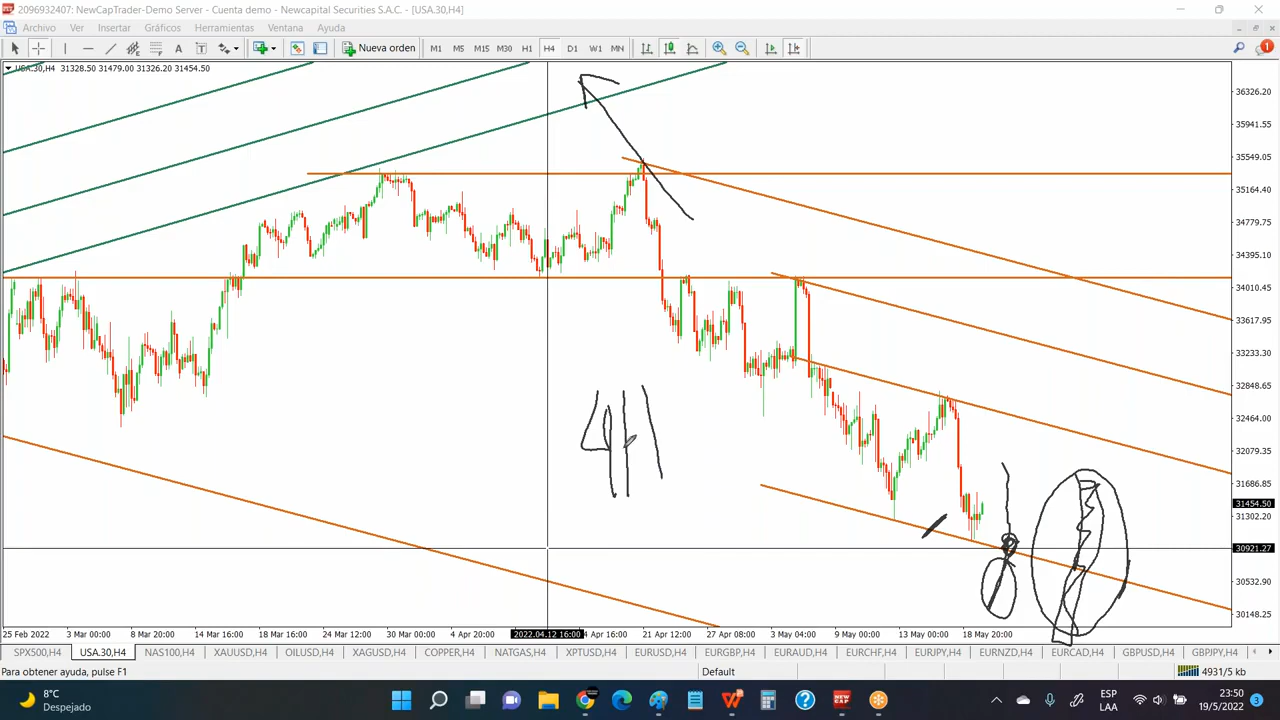 2096932407: NewCapTrader-Demo Server - Cuenta demo - Newcapital Securities S.A.C. - [USA.30,H4]
Archivo Ver Insertar Gráficos Herramientas Ventana Ayuda
A T Nueva orden M1 M5 M15 M30 H1 H4 D1 W1 MN 1
USA.30,H4 31328.50 31479.00 31326.20 31454.50
36326.20
35941.55
35549.05
35164.40
34779.75
34395.10
34010.45
33617.95
33233.30
32848.65
32464.00
32079.35
31686.85
31454.50
31302.20
30921.27
30532.90
30148.25
25 Feb 2022 3 Mar 00:00 8 Mar 20:00 14 Mar 16:00 18 Mar 16:00 24 Mar 12:00 30 Mar 00:00 4 Apr 20:00 2022.04.12 16:00 Apr 16:00 21 Apr 12:00 27 Apr 08:00 3 May 04:00 9 May 00:00 13 May 00:00 18 May 20:00
SPX500,H4 USA.30,H4 NAS100,H4 XAUUSD,H4 OILUSD,H4 XAGUSD,H4 COPPER,H4 NATGAS,H4 XPTUSD,H4 EURUSD,H4 EURGBP,H4 EURAUD,H4 EURCHF,H4 EURJPY,H4 EURNZD,H4 EURCAD,H4 GBPUSD,H4 GBPJPY,H4
Para obtener ayuda, pulse F1 Default 4931/5 kb
8°C
Despejado
ESP
LAA
23:50
19/5/2022
3